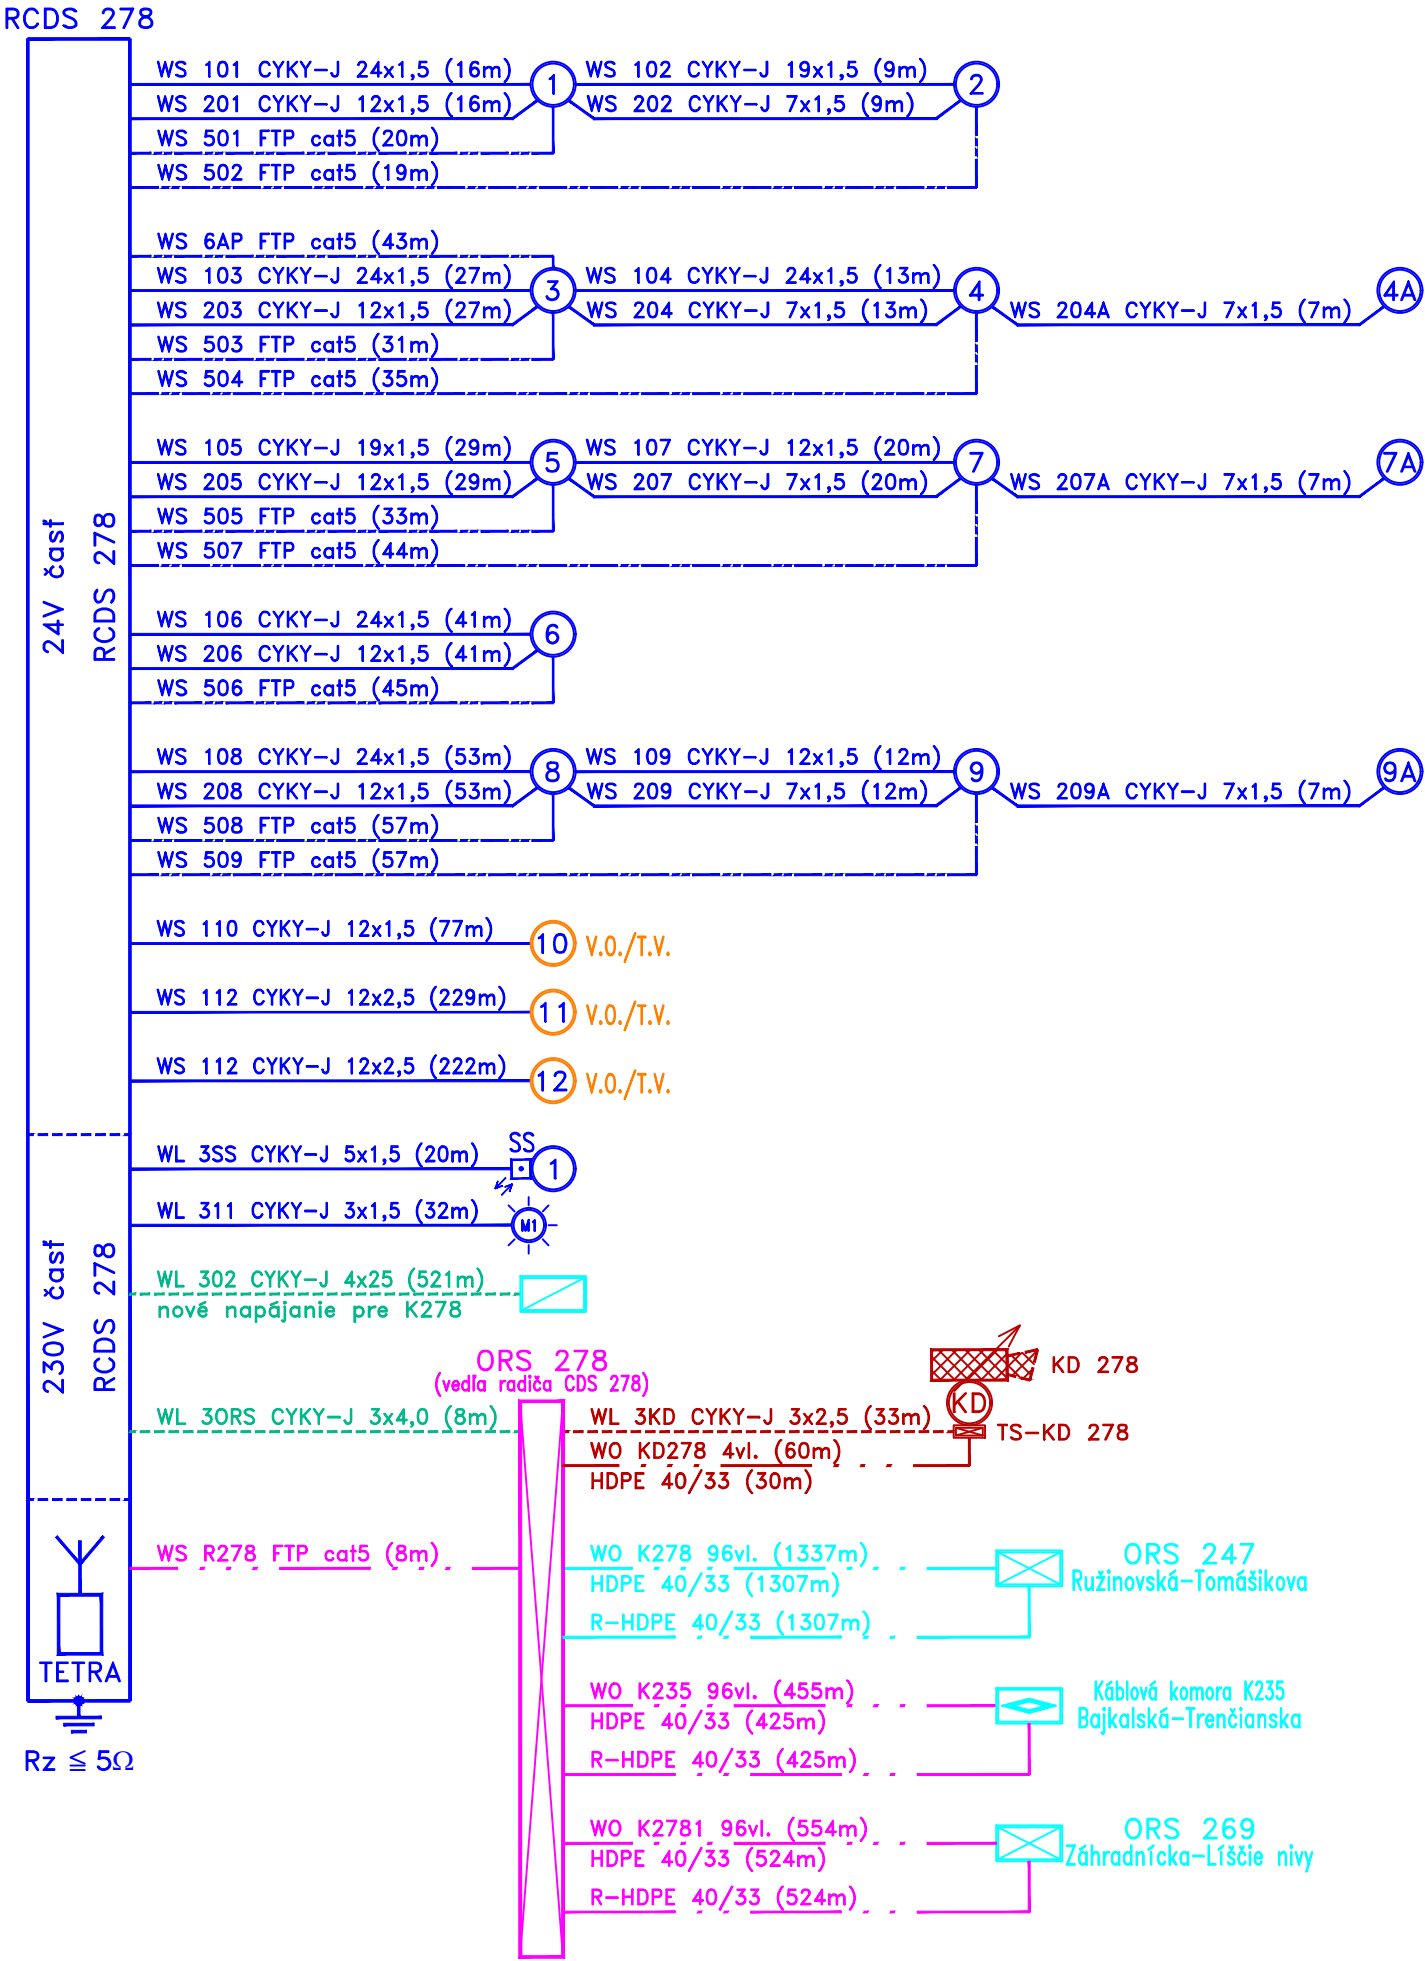 RCDS 278
WS 101 CYKY-J 24x1,5 (16m)
1
WS 102 CYKY-J 19x1,5 (9m)
2
WS 201 CYKY-J 12x1,5 (16m)
WS 202 CYKY-J 7x1,5 (9m)
WS 501 FTP cat5 (20m)
WS 502 FTP cat5 (19m)
WS 6AP FTP cat5 (43m)
WS 103 CYKY-J 24x1,5 (27m)
3
WS 104 CYKY-J 24x1,5 (13m)
4
4A
WS 203 CYKY-J 12x1,5 (27m)
WS 204 CYKY-J 7x1,5 (13m)
WS 204A CYKY-J 7x1,5 (7m)
WS 503 FTP cat5 (31m)
WS 504 FTP cat5 (35m)
WS 105 CYKY-J 19x1,5 (29m)
5
WS 107 CYKY-J 12x1,5 (20m)
7
7A
WS 205 CYKY-J 12x1,5 (29m)
WS 207 CYKY-J 7x1,5 (20m)
WS 207A CYKY-J 7x1,5 (7m)
WS 505 FTP cat5 (33m)
WS 507 FTP cat5 (44m)
24V časť
RCDS 278
WS 106 CYKY-J 24x1,5 (41m)
6
WS 206 CYKY-J 12x1,5 (41m)
WS 506 FTP cat5 (45m)
WS 108 CYKY-J 24x1,5 (53m)
8
WS 109 CYKY-J 12x1,5 (12m)
9
9A
WS 208 CYKY-J 12x1,5 (53m)
WS 209 CYKY-J 7x1,5 (12m)
WS 209A CYKY-J 7x1,5 (7m)
WS 508 FTP cat5 (57m)
WS 509 FTP cat5 (57m)
WS 110 CYKY-J 12x1,5 (77m)
10
V.O./T.V.
WS 112 CYKY-J 12x2,5 (229m)
11
V.O./T.V.
WS 112 CYKY-J 12x2,5 (222m)
12
V.O./T.V.
WL 3SS CYKY-J 5x1,5 (20m)
SS
1
WL 311 CYKY-J 3x1,5 (32m)
M1
230V časť
RCDS 278
WL 302 CYKY-J 4x25 (521m)
nové napájanie pre K278
ORS 278
(vedľa radiča CDS 278)
KD 278
KD
WL 3ORS CYKY-J 3x4,0 (8m)
WL 3KD CYKY-J 3x2,5 (33m)
TS-KD 278
WO KD278 4vl. (60m)
HDPE 40/33 (30m)
WS R278 FTP cat5 (8m)
WO K278 96vl. (1337m)
ORS 247
HDPE 40/33 (1307m)
Ružinovská-Tomášikova
R-HDPE 40/33 (1307m)
TETRA
WO K235 96vl. (455m)
Káblová komora K235
HDPE 40/33 (425m)
Bajkalská-Trenčianska
R-HDPE 40/33 (425m)
Rz ≦ 5Ω
WO K2781 96vl. (554m)
ORS 269
HDPE 40/33 (524m)
Záhradnícka-Líščie nivy
R-HDPE 40/33 (524m)